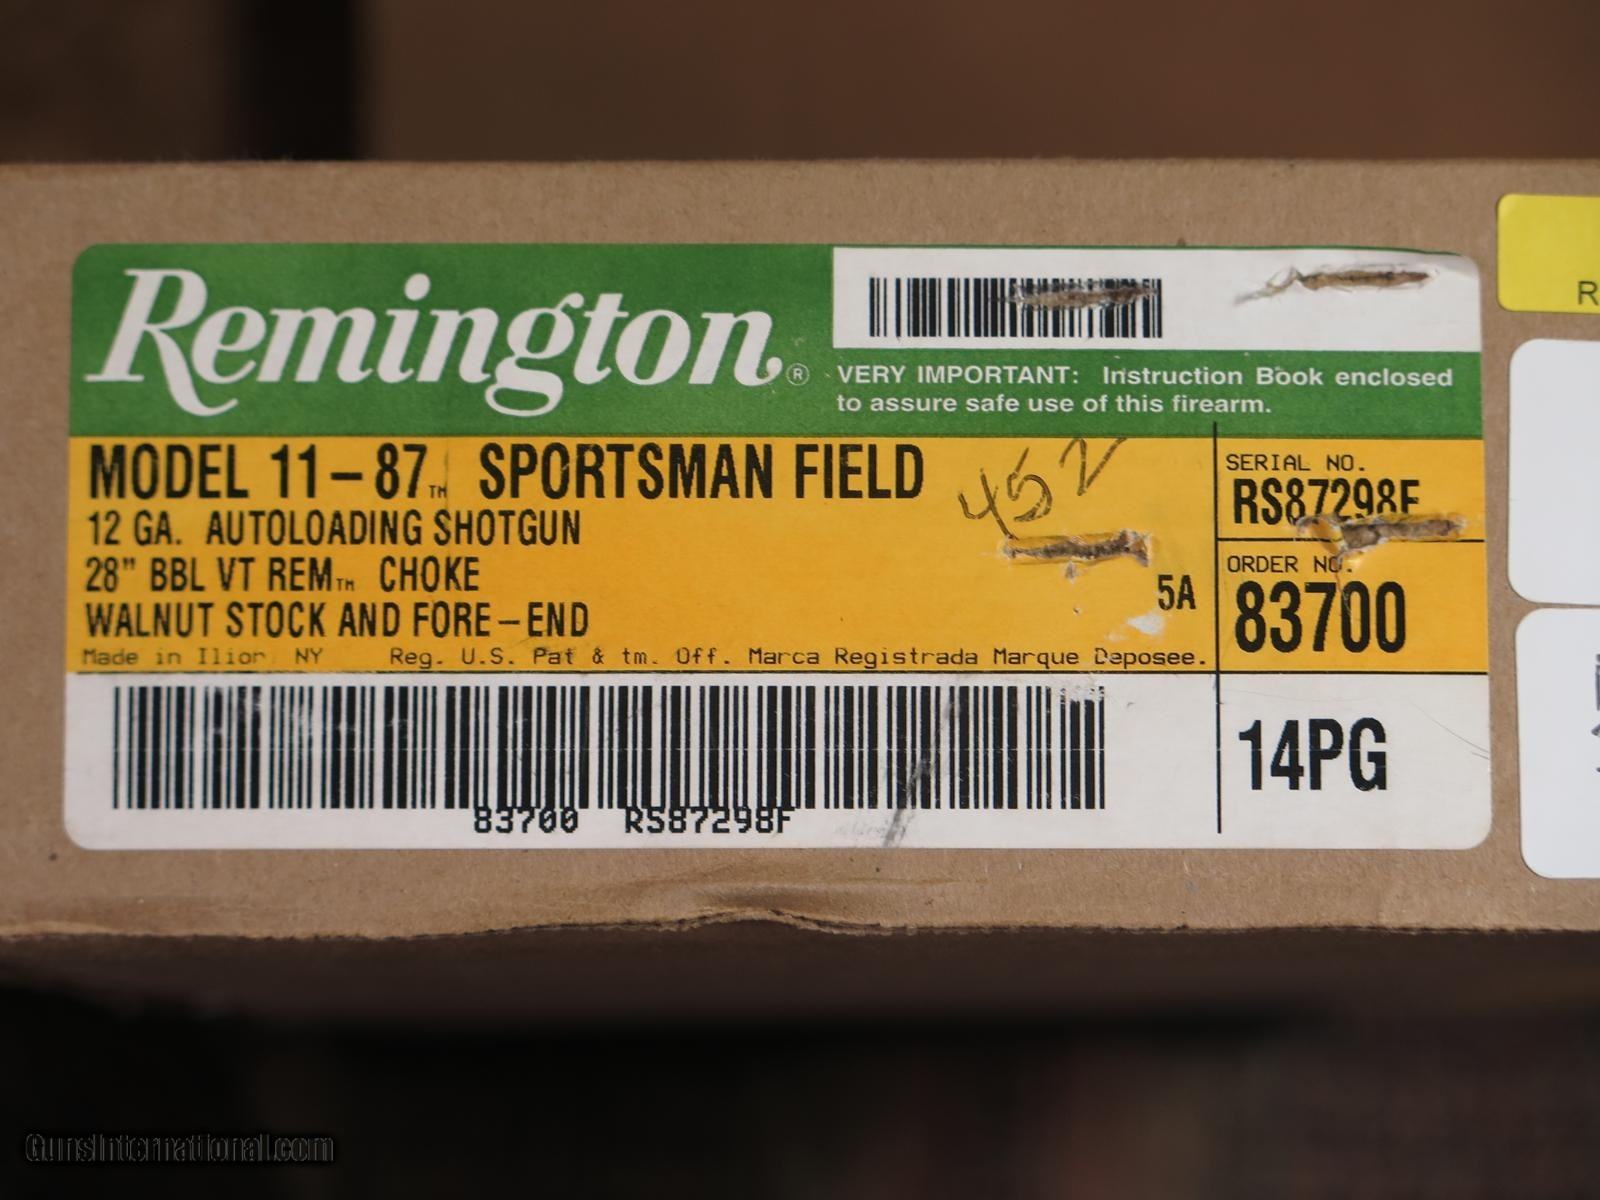 Remington®
VERY IMPORTANT: Instruction Book enclosed
to assure safe use of this firearm.
MODEL 11-87™ SPORTSMAN FIELD
12 GA. AUTOLOADING SHOTGUN
28" BBL VT REM™ CHOKE
WALNUT STOCK AND FORE-END
452
5A
Made in Ilion NY Reg. U.S. Pat & tm. Off. Marca Registrada Marque Deposee.
SERIAL NO.
RS87298F
ORDER NO.
83700
14PG
83700 RS87298F
R
GunsInternational.com